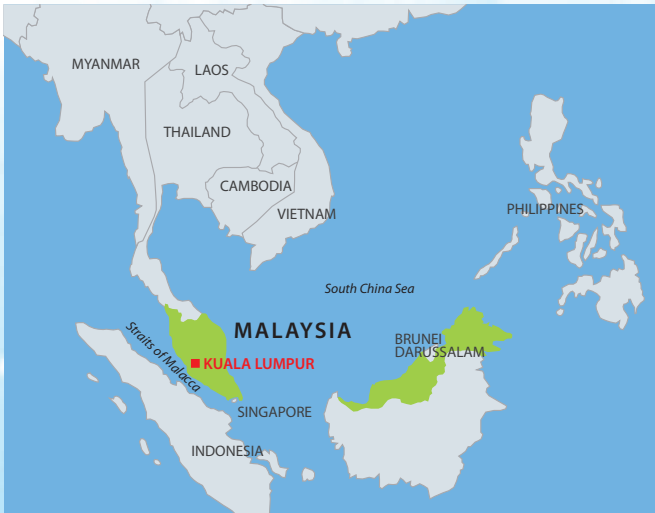 MYANMAR
LAOS
THAILAND
CAMBODIA
VIETNAM
PHILIPPINES
South China Sea
MALAYSIA
BRUNEI
DARUSSALAM
Straits of Malacca
KUALA LUMPUR
SINGAPORE
INDONESIA